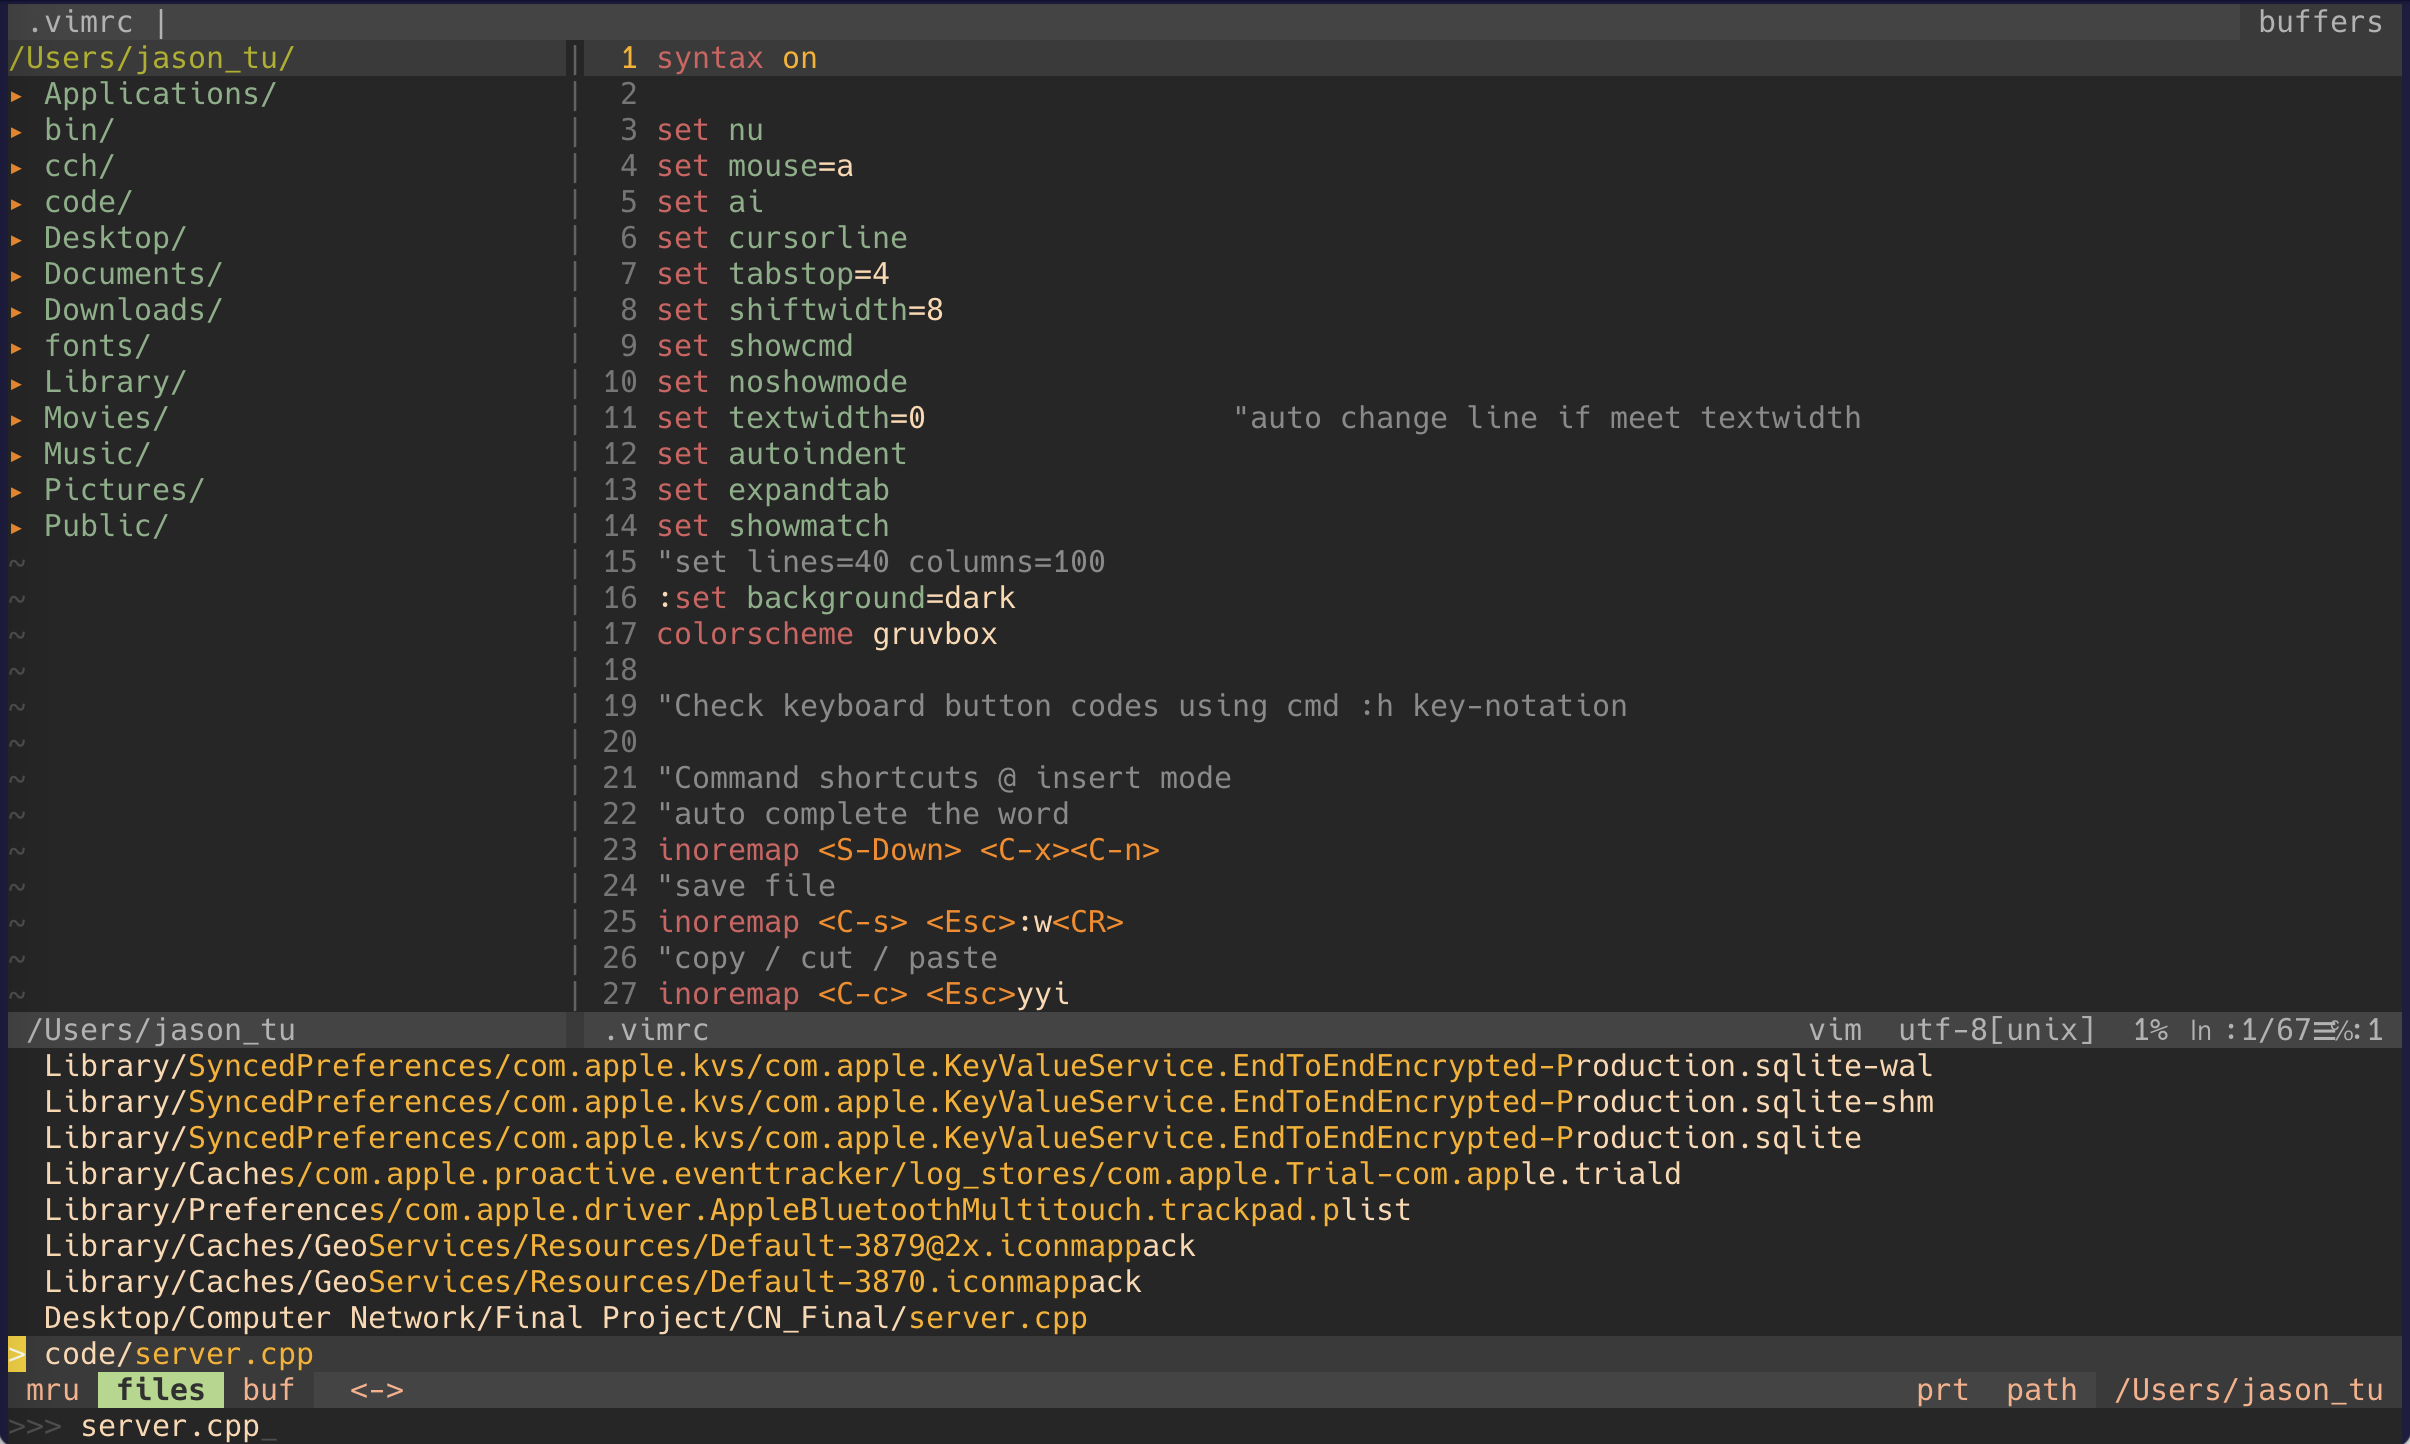 .vimrc | buffers
/Users/jason_tu/
▸ Applications/
▸ bin/
▸ cch/
▸ code/
▸ Desktop/
▸ Documents/
▸ Downloads/
▸ fonts/
▸ Library/
▸ Movies/
▸ Music/
▸ Pictures/
▸ Public/
~
~
~
~
~
~
~
~
~
~
~
~
~
1 syntax on
2
3 set nu
4 set mouse=a
5 set ai
6 set cursorline
7 set tabstop=4
8 set shiftwidth=8
9 set showcmd
10 set noshowmode
11 set textwidth=0 "auto change line if meet textwidth
12 set autoindent
13 set expandtab
14 set showmatch
15 "set lines=40 columns=100
16 :set background=dark
17 colorscheme gruvbox
18
19 "Check keyboard button codes using cmd :h key-notation
20
21 "Command shortcuts @ insert mode
22 "auto complete the word
23 inoremap <S-Down> <C-x><C-n>
24 "save file
25 inoremap <C-s> <Esc>:w<CR>
26 "copy / cut / paste
27 inoremap <C-c> <Esc>yyi
/Users/jason_tu .vimrc vim utf-8[unix] 1% ln :1/67☰℅:1
Library/SyncedPreferences/com.apple.kvs/com.apple.KeyValueService.EndToEndEncrypted-Production.sqlite-wal
Library/SyncedPreferences/com.apple.kvs/com.apple.KeyValueService.EndToEndEncrypted-Production.sqlite-shm
Library/SyncedPreferences/com.apple.kvs/com.apple.KeyValueService.EndToEndEncrypted-Production.sqlite
Library/Caches/com.apple.proactive.eventtracker/log_stores/com.apple.Trial-com.apple.triald
Library/Preferences/com.apple.driver.AppleBluetoothMultitouch.trackpad.plist
Library/Caches/GeoServices/Resources/Default-3879@2x.iconmappack
Library/Caches/GeoServices/Resources/Default-3870.iconmappack
Desktop/Computer Network/Final Project/CN_Final/server.cpp
> code/server.cpp
mru files buf <-> prt path /Users/jason_tu
>>> server.cpp_